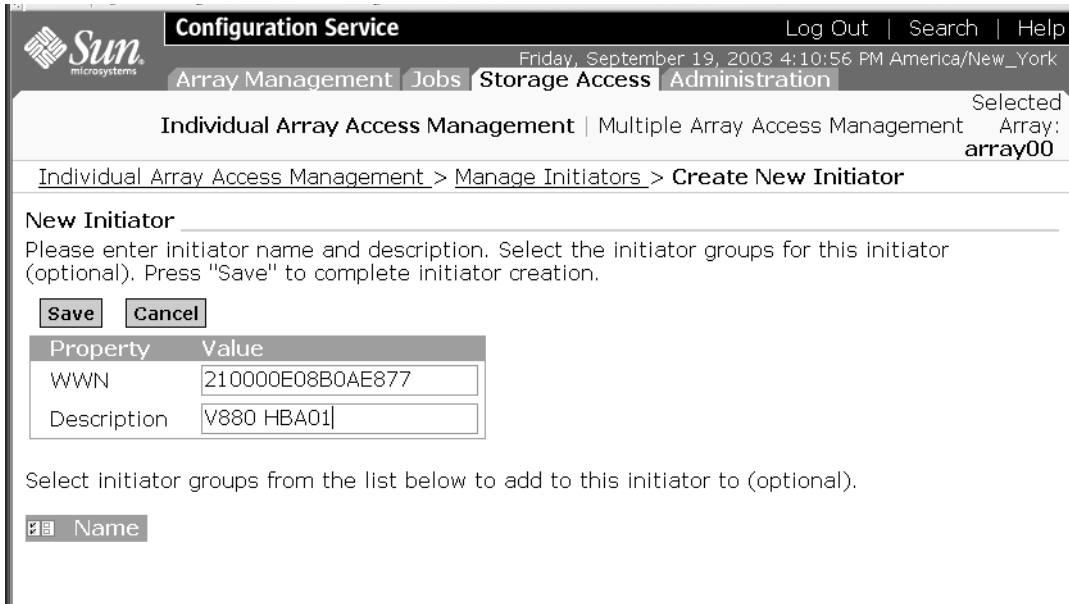 Sun.
microsystems
Configuration Service
Log Out | Search | Help
Friday, September 19, 2003 4:10:56 PM America/New_York
Array Management Jobs Storage Access Administration
Individual Array Access Management | Multiple Array Access Management
Selected
Array:
array00
Individual Array Access Management > Manage Initiators > Create New Initiator
New Initiator
Please enter initiator name and description. Select the initiator groups for this initiator
(optional). Press "Save" to complete initiator creation.
Save Cancel
Property Value
WWN 210000E08B0AE877
Description V880 HBA01
Select initiator groups from the list below to add to this initiator to (optional).
Name